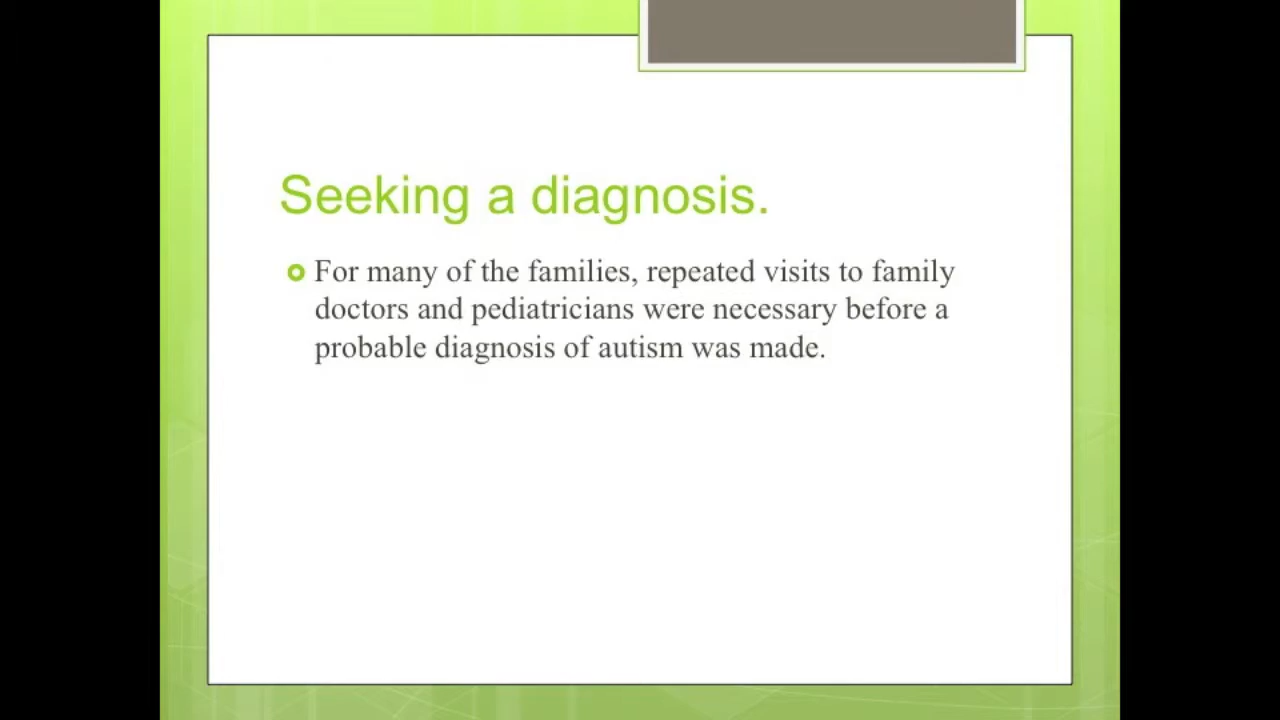 Seeking a diagnosis.
For many of the families, repeated visits to family
doctors and pediatricians were necessary before a
probable diagnosis of autism was made.